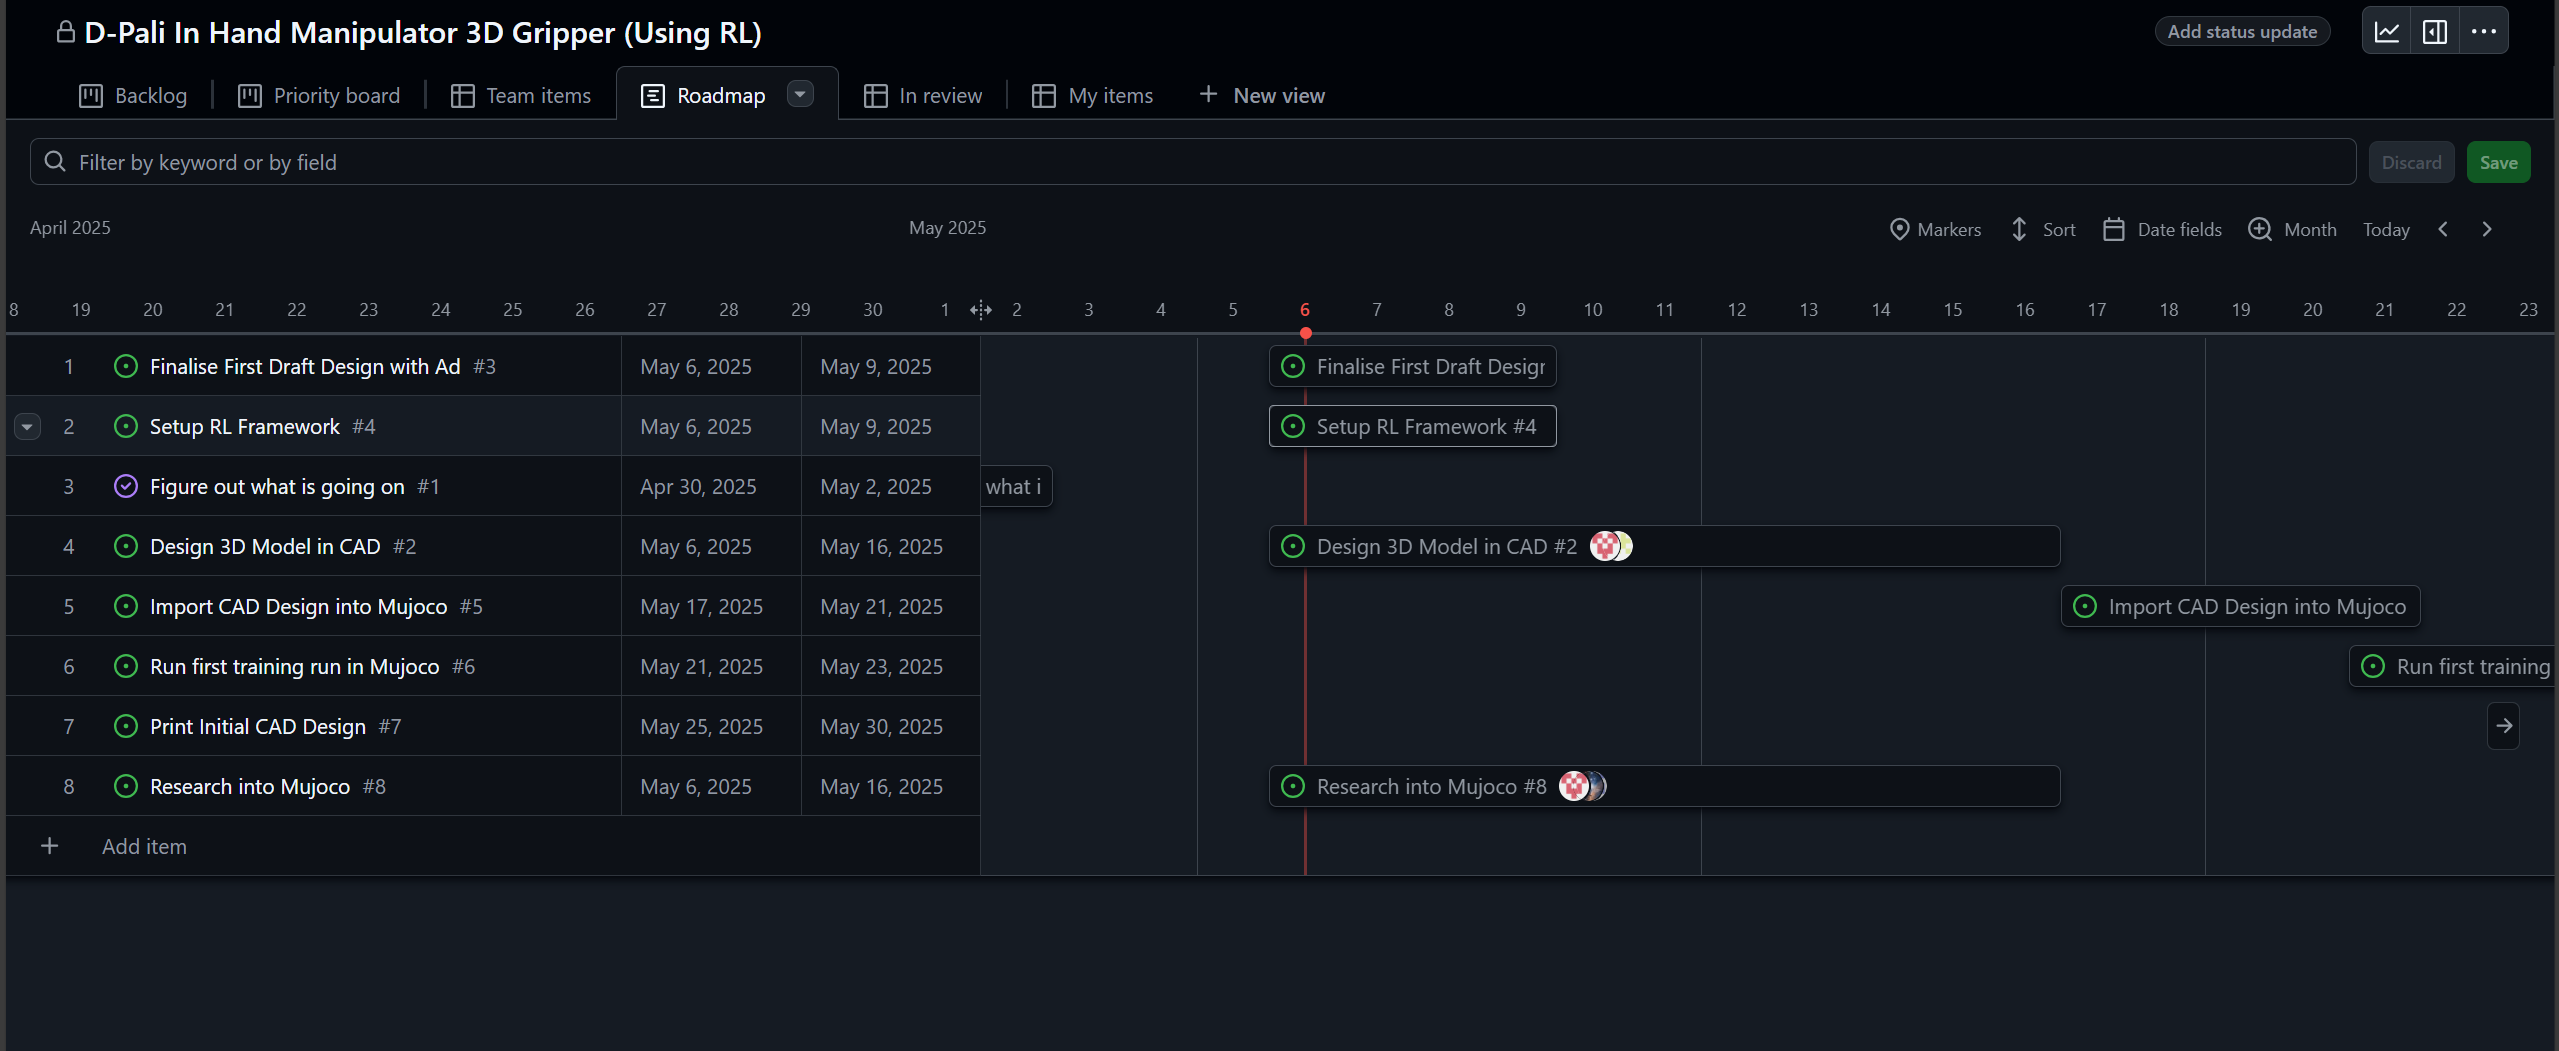 D-Pali In Hand Manipulator 3D Gripper (Using RL)
Add status update
Backlog
Priority board
Team items
Roadmap
In review
My items
New view
Filter by keyword or by field
Discard
Save
April 2025
May 2025
Markers
Sort
Date fields
Month
Today
8 19 20 21 22 23 24 25 26 27 28 29 30 1 2 3 4 5 6 7 8 9 10 11 12 13 14 15 16 17 18 19 20 21 22 23
1 Finalise First Draft Design with Ad #3 May 6, 2025 May 9, 2025 Finalise First Draft Design
2 Setup RL Framework #4 May 6, 2025 May 9, 2025 Setup RL Framework #4
3 Figure out what is going on #1 Apr 30, 2025 May 2, 2025 what i
4 Design 3D Model in CAD #2 May 6, 2025 May 16, 2025 Design 3D Model in CAD #2
5 Import CAD Design into Mujoco #5 May 17, 2025 May 21, 2025 Import CAD Design into Mujoco
6 Run first training run in Mujoco #6 May 21, 2025 May 23, 2025 Run first training
7 Print Initial CAD Design #7 May 25, 2025 May 30, 2025
8 Research into Mujoco #8 May 6, 2025 May 16, 2025 Research into Mujoco #8
Add item